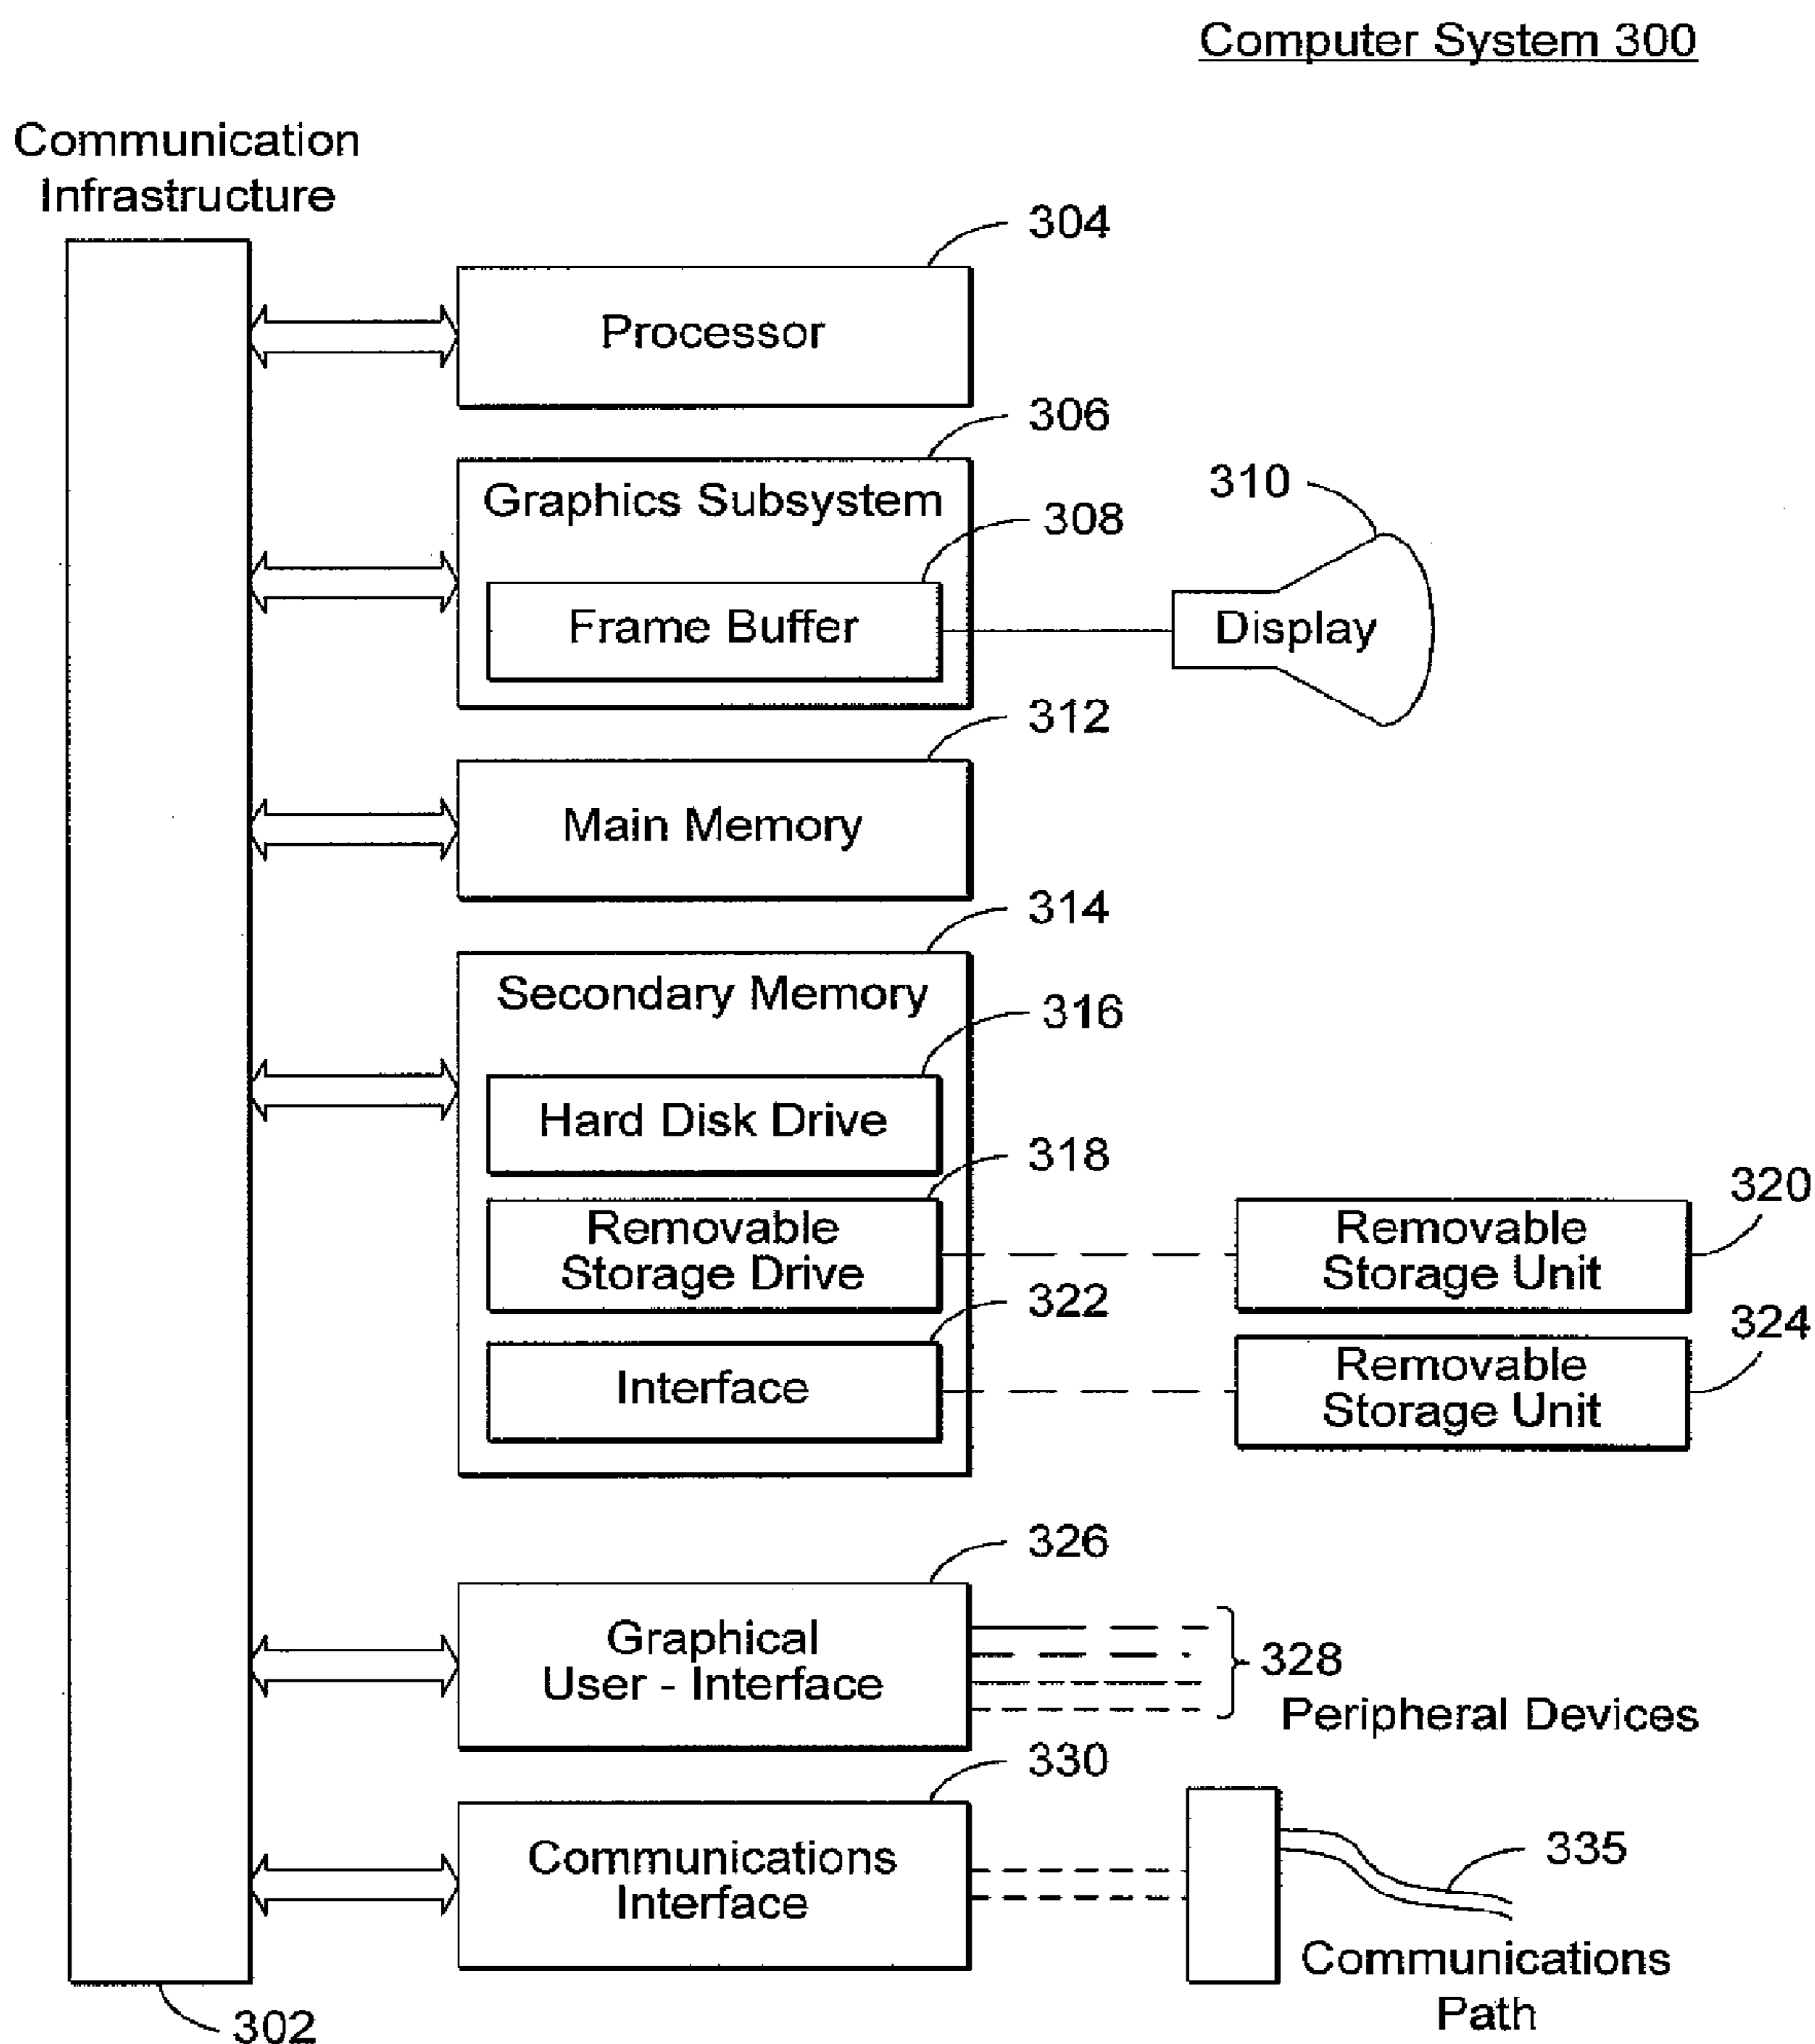 Computer System 300
Communication
Infrastructure
304
Processor
306
Graphics Subsystem
308
Frame Buffer
310
Display
312
Main Memory
314
Secondary Memory
316
Hard Disk Drive
318
Removable
Storage Drive
320
Removable
Storage Unit
322
Interface
324
Removable
Storage Unit
326
Graphical
User - Interface
328
Peripheral Devices
330
Communications
Interface
335
Communications
Path
302